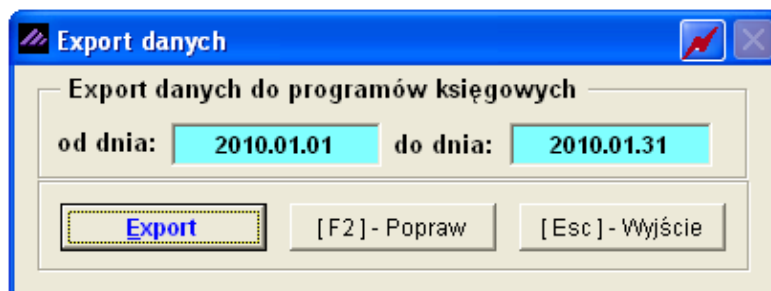 Export danych
Export danych do programów księgowych
od dnia: 2010.01.01 do dnia: 2010.01.31
Export [ F2 ] - Popraw [ Esc ] - Wyjście